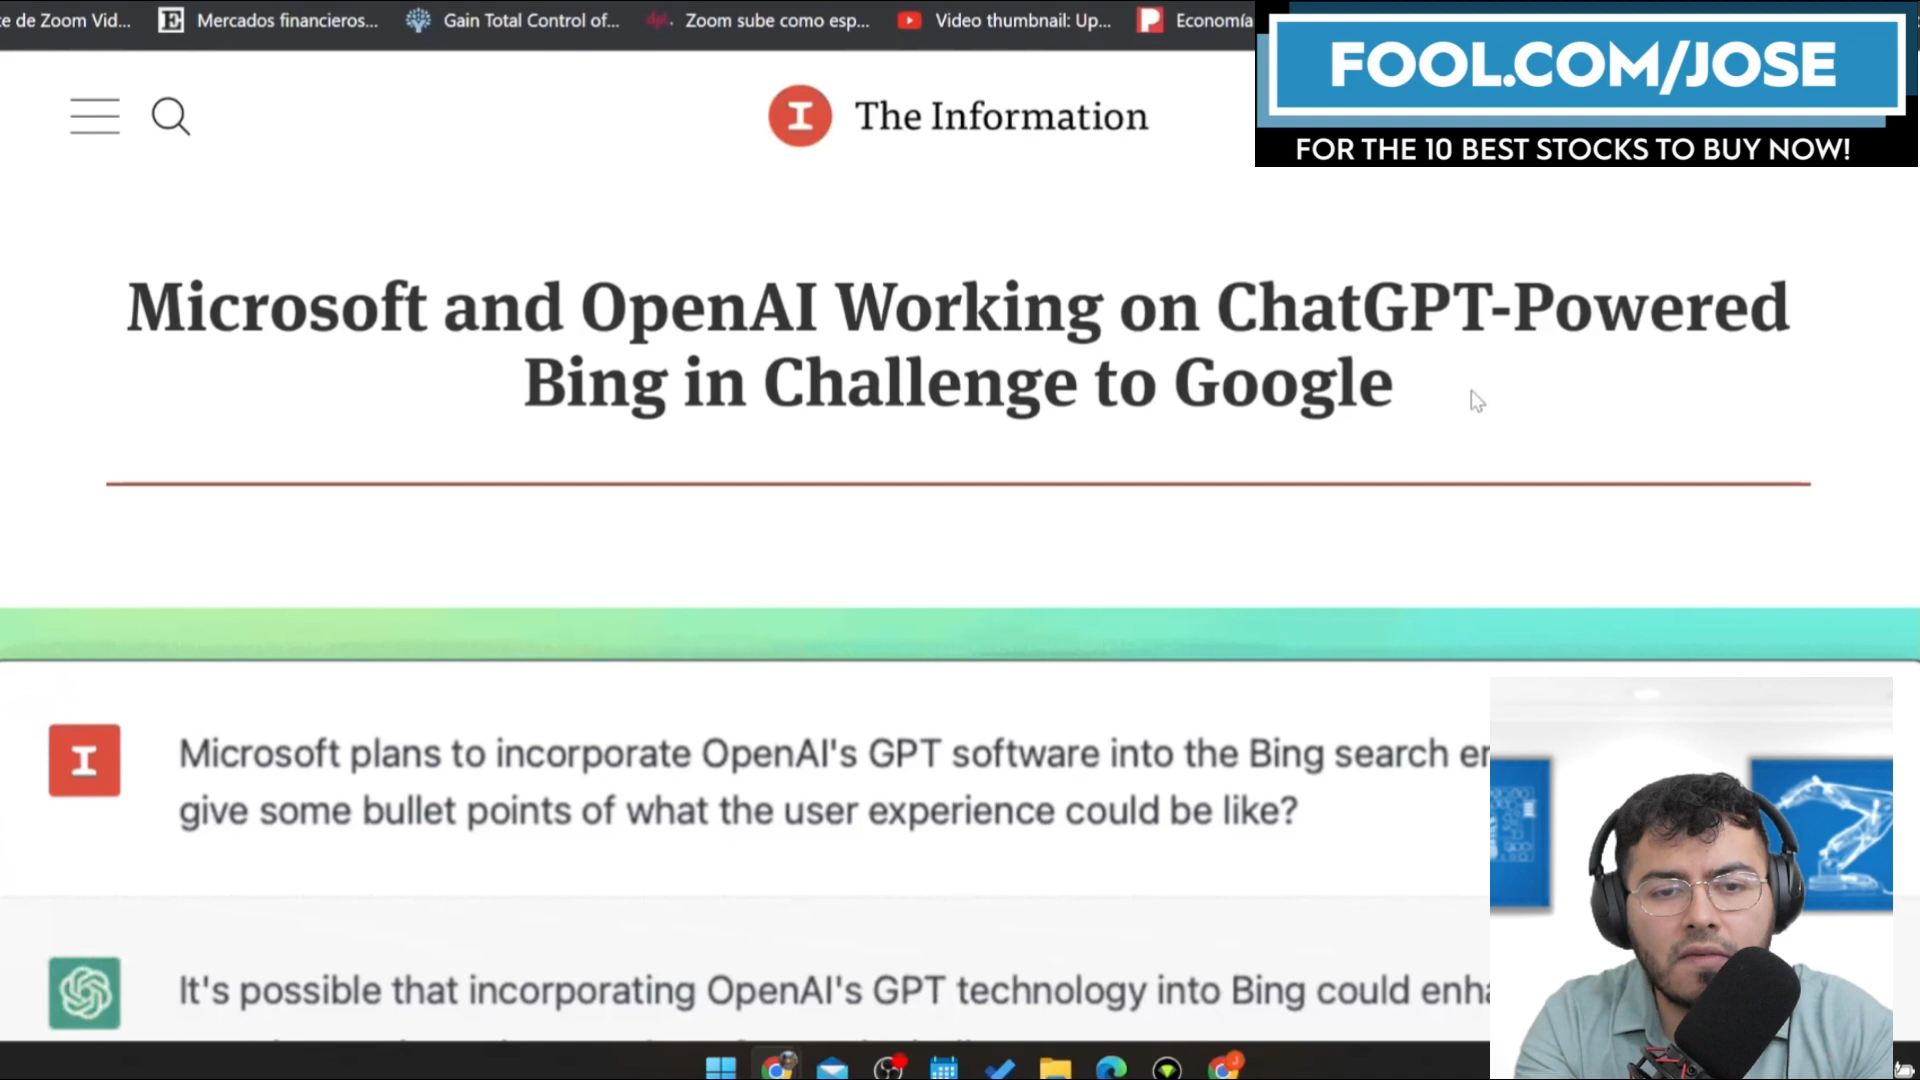 te de Zoom Vid...
Mercados financieros...
Gain Total Control of...
dpl.
Zoom sube como esp...
Video thumbnail: Up...
Economía
FOOL.COM/JOSE
FOR THE 10 BEST STOCKS TO BUY NOW!
The Information
Microsoft and OpenAI Working on ChatGPT-Powered
Bing in Challenge to Google
Microsoft plans to incorporate OpenAI's GPT software into the Bing search en
give some bullet points of what the user experience could be like?
It's possible that incorporating OpenAI's GPT technology into Bing could enha